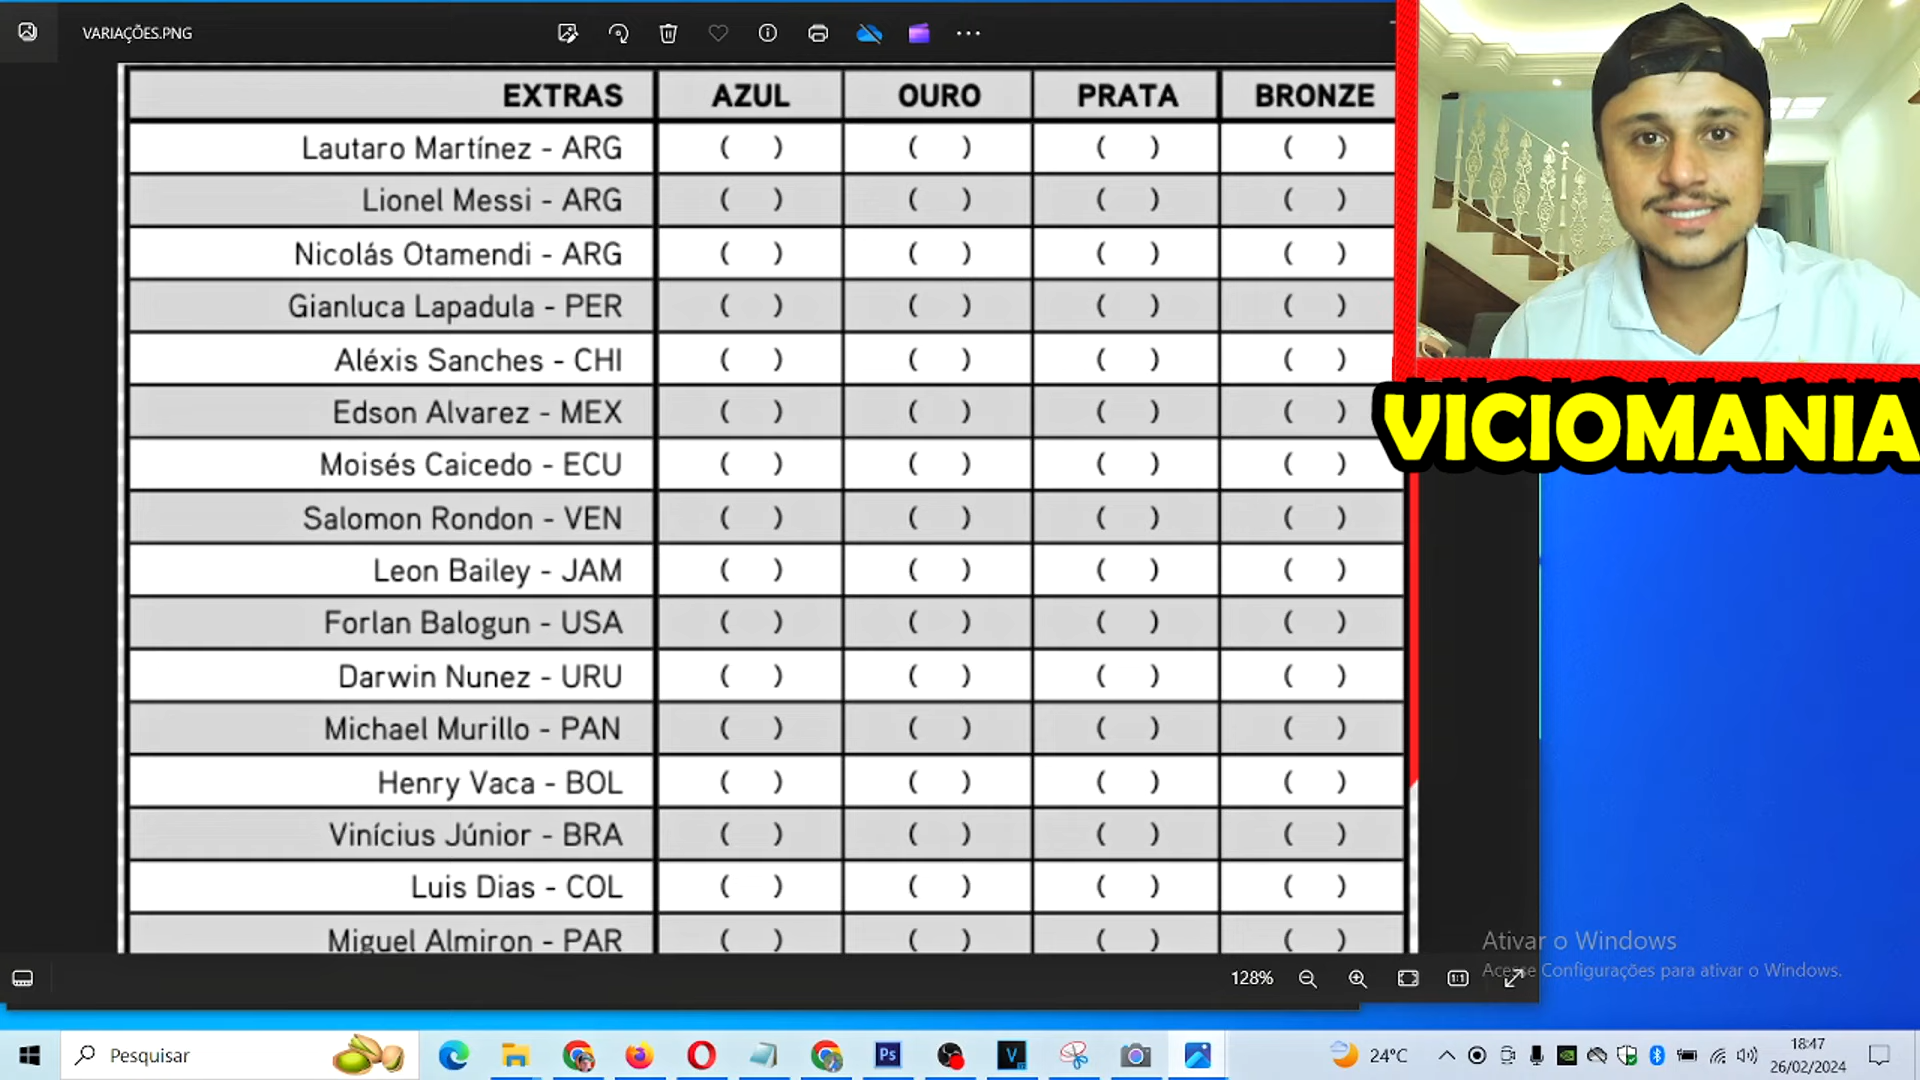 VARIAÇÕES.PNG
EXTRAS AZUL OURO PRATA BRONZE
Lautaro Martínez - ARG ( ) ( ) ( ) ( )
Lionel Messi - ARG ( ) ( ) ( ) ( )
Nicolás Otamendi - ARG ( ) ( ) ( ) ( )
Gianluca Lapadula - PER ( ) ( ) ( ) ( )
Aléxis Sanches - CHI ( ) ( ) ( ) ( )
Edson Alvarez - MEX ( ) ( ) ( ) ( )
VICIOMANIA
Moisés Caicedo - ECU ( ) ( ) ( ) ( )
Salomon Rondon - VEN ( ) ( ) ( ) ( )
Leon Bailey - JAM ( ) ( ) ( ) ( )
Forlan Balogun - USA ( ) ( ) ( ) ( )
Darwin Nunez - URU ( ) ( ) ( ) ( )
Michael Murillo - PAN ( ) ( ) ( ) ( )
Henry Vaca - BOL ( ) ( ) ( ) ( )
Vinícius Júnior - BRA ( ) ( ) ( ) ( )
Luis Dias - COL ( ) ( ) ( ) ( )
Miguel Almiron - PAR ( ) ( ) ( ) ( )
Ativar o Windows
Acesse Configurações para ativar o Windows.
128%
1:1
Pesquisar
Ps
V
24°C
18:47
26/02/2024